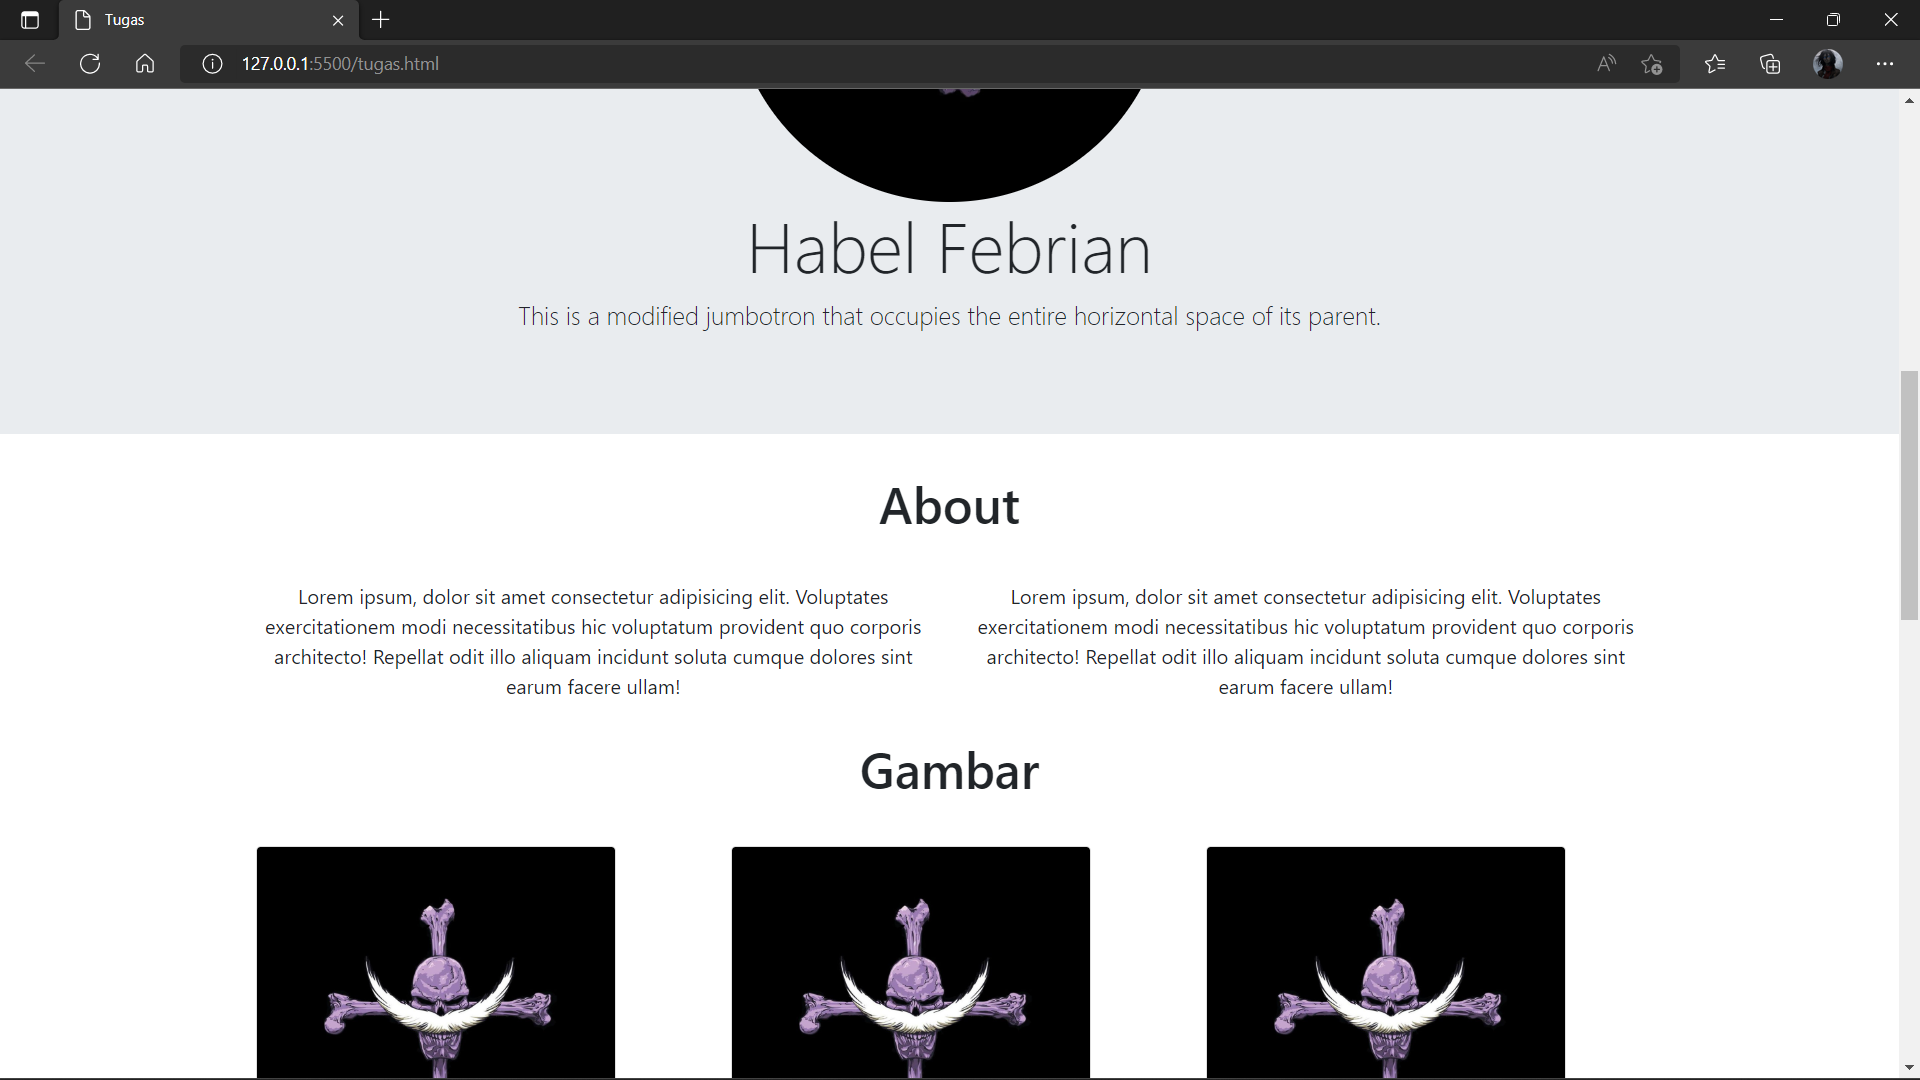 Tugas
127.0.0.1:5500/tugas.html
Habel Febrian
This is a modified jumbotron that occupies the entire horizontal space of its parent.
About
Lorem ipsum, dolor sit amet consectetur adipisicing elit. Voluptates
exercitationem modi necessitatibus hic voluptatum provident quo corporis
architecto! Repellat odit illo aliquam incidunt soluta cumque dolores sint
earum facere ullam!
Lorem ipsum, dolor sit amet consectetur adipisicing elit. Voluptates
exercitationem modi necessitatibus hic voluptatum provident quo corporis
architecto! Repellat odit illo aliquam incidunt soluta cumque dolores sint
earum facere ullam!
Gambar